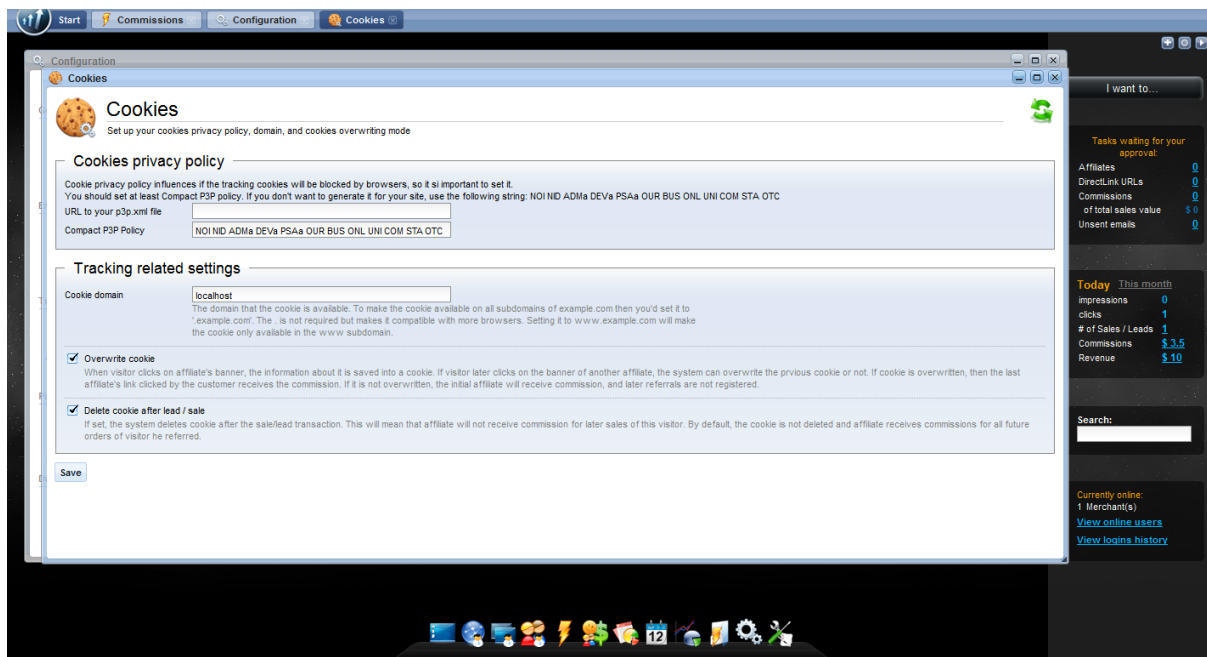 Start
Commissions
Configuration
Cookies
Configuration
Cookies
Cookies
Set up your cookies privacy policy, domain, and cookies overwriting mode
Cookies privacy policy
Cookie privacy policy influences if the tracking cookies will be blocked by browsers, so it si important to set it.
You should set at least Compact P3P policy. If you don't want to generate it for your site, use the following string: NOI NID ADMa DEVa PSAa OUR BUS ONL UNI COM STA OTC
URL to your p3p.xml file
Compact P3P Policy NOI NID ADMa DEVa PSAa OUR BUS ONL UNI COM STA OTC
Tracking related settings
Cookie domain localhost
The domain that the cookie is available. To make the cookie available on all subdomains of example.com then you'd set it to
'.example.com'. The . is not required but makes it compatible with more browsers. Setting it to www.example.com will make
the cookie only available in the www subdomain.
Overwrite cookie
When visitor clicks on affiliate's banner, the information about it is saved into a cookie. If visitor later clicks on the banner of another affiliate, the system can overwrite the prvious cookie or not. If cookie is overwritten, then the last
affiliate's link clicked by the customer receives the commission. If it is not overwritten, the initial affiliate will receive commission, and later referrals are not registered.
Delete cookie after lead / sale
If set, the system deletes cookie after the sale/lead transaction. This will mean that affiliate will not receive commission for later sales of this visitor. By default, the cookie is not deleted and affiliate receives commissions for all future
orders of visitor he referred.
Save
I want to...
Tasks waiting for your
approval:
Affiliates 0
DirectLink URLs 0
Commissions 0
of total sales value $ 0
Unsent emails 0
Today This month
impressions 0
clicks 1
# of Sales / Leads 1
Commissions $ 3.5
Revenue $ 10
Search:
Currently online:
1 Merchant(s)
View online users
View logins history
12